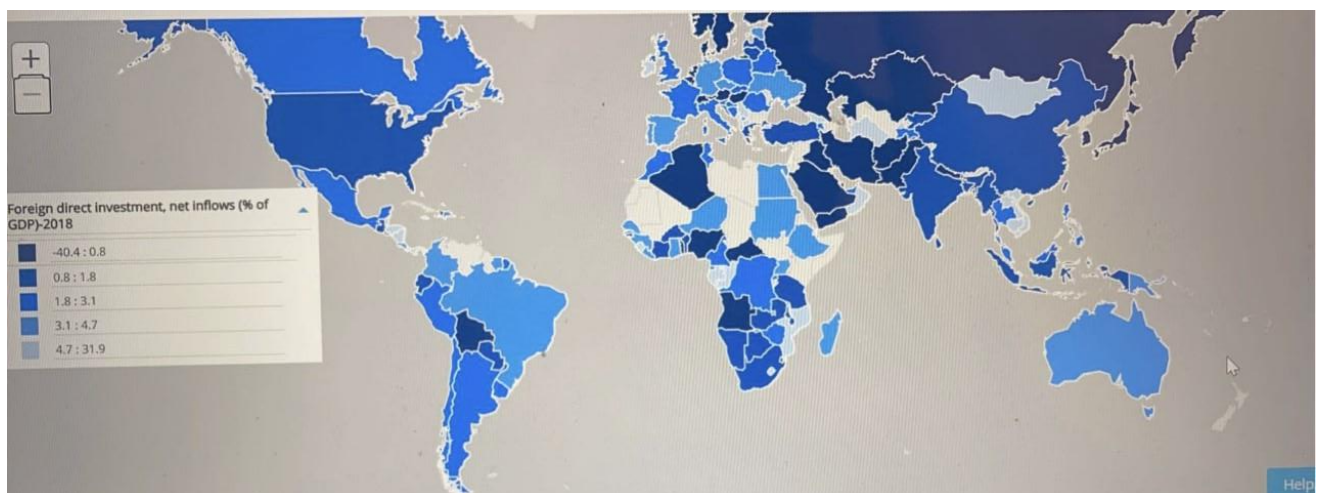 +
−
Foreign direct investment, net inflows (% of
GDP)-2018
-40.4 : 0.8
0.8 : 1.8
1.8 : 3.1
3.1 : 4.7
4.7 : 31.9
Help